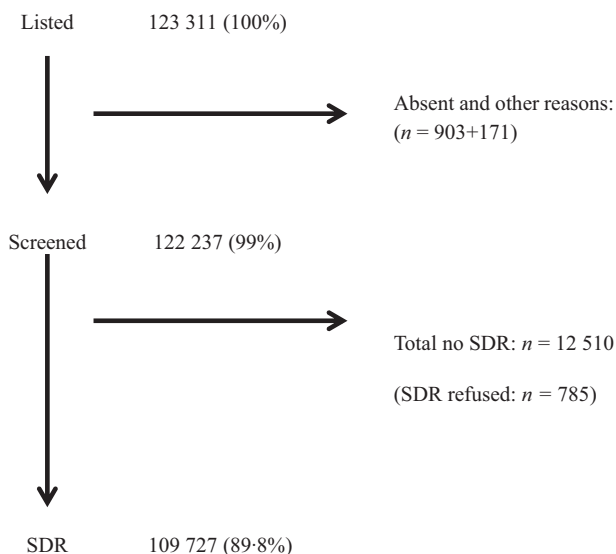 Listed 123 311 (100%)
Absent and other reasons:
(n = 903+171)
Screened 122 237 (99%)
Total no SDR: n = 12 510
(SDR refused: n = 785)
SDR 109 727 (89·8%)